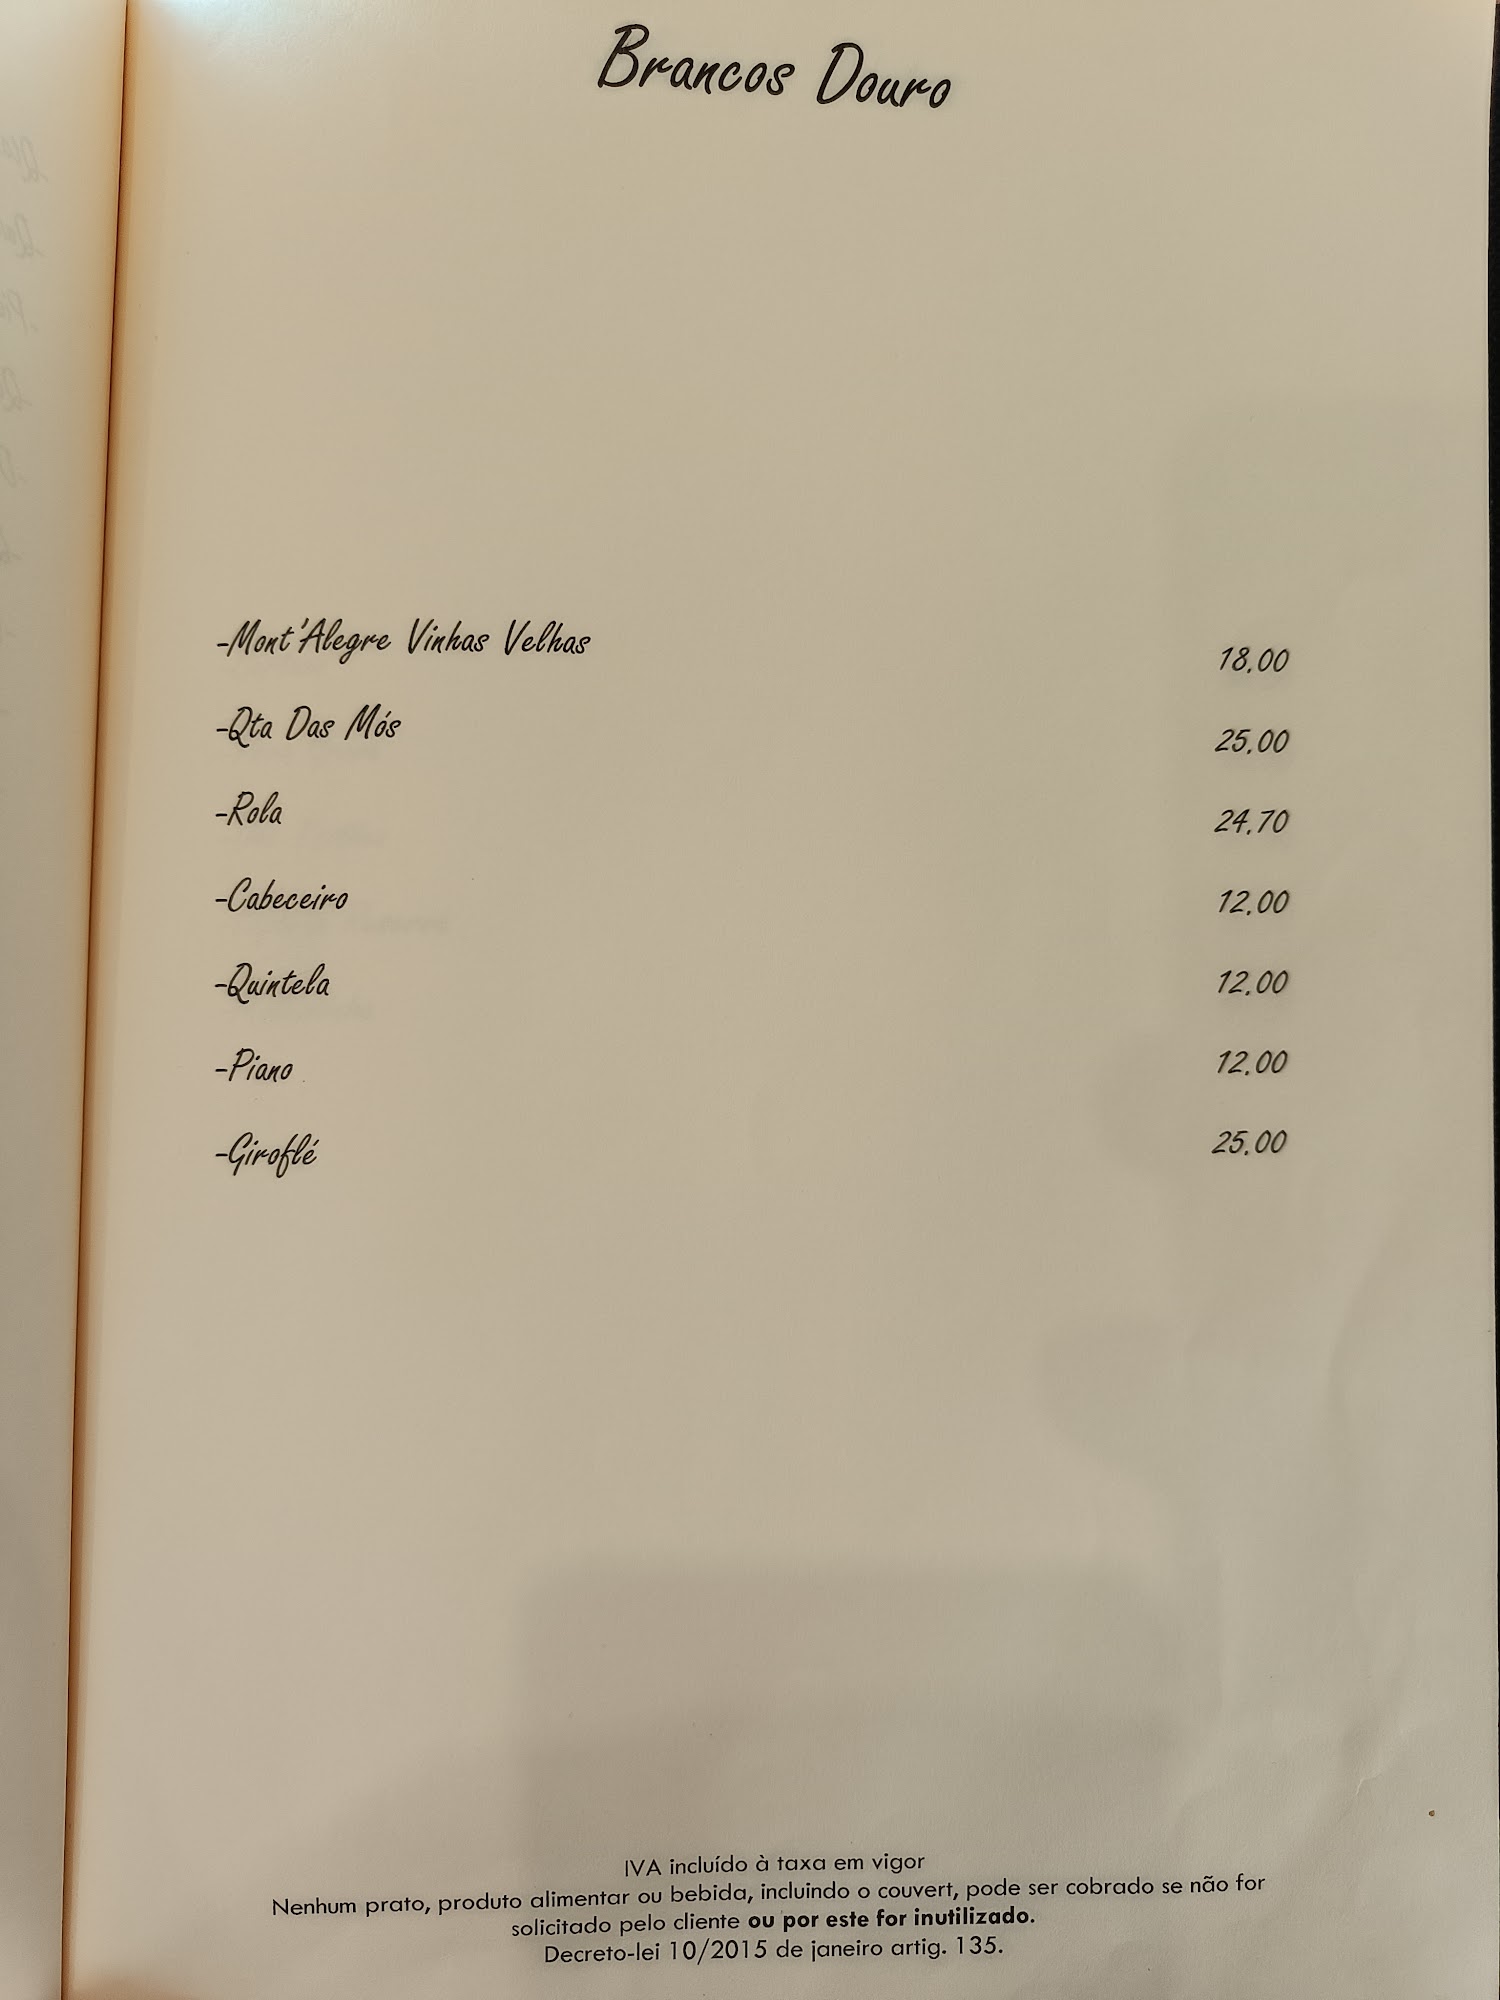 Brancos Douro
-Mont'Alegre Vinhas Velhas 18.00
-Qta Das Mós 25.00
-Rola 24.70
-Cabeceiro 12.00
-Quintela 12.00
-Piano 12.00
-Giroflé 25.00
IVA incluído à taxa em vigor
Nenhum prato, produto alimentar ou bebida, incluindo o couvert, pode ser cobrado se não for
solicitado pelo cliente ou por este for inutilizado.
Decreto-lei 10/2015 de janeiro artig. 135.